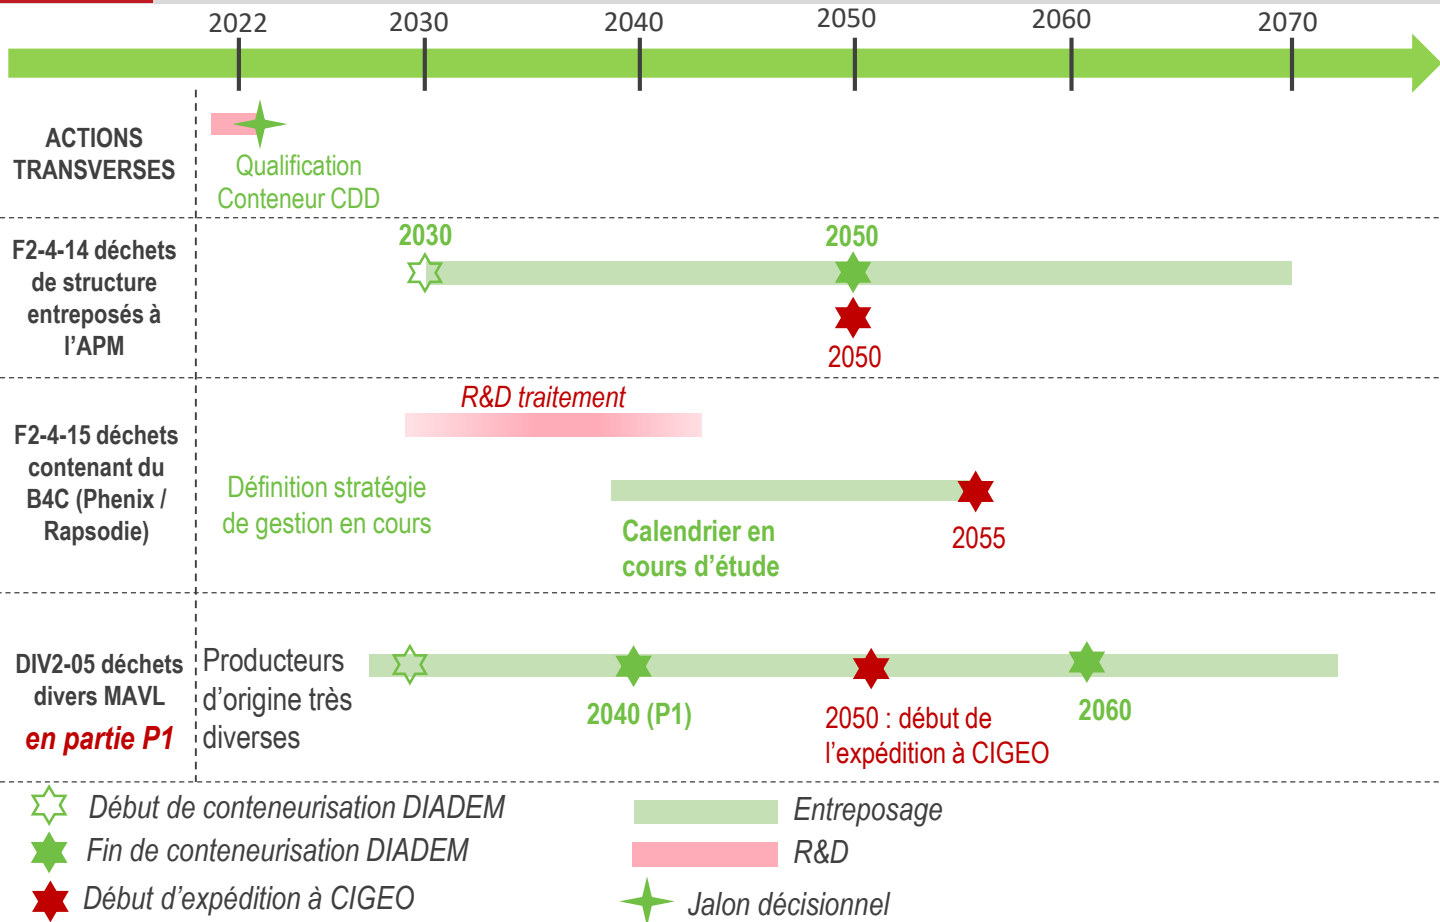 2022
2030
2040
2050
2060
2070
ACTIONS
TRANSVERSES
Qualification
Conteneur CDD
F2-4-14 déchets
de structure
entreposés à
l'APM
2030
2050
2050
F2-4-15 déchets
contenant du
B4C (Phenix /
Rapsodie)
R&D traitement
Définition stratégie
de gestion en cours
Calendrier en
cours d'étude
2055
DIV2-05 déchets
divers MAVL
en partie P1
Producteurs
d'origine très
diverses
2040 (P1)
2050 : début de
l'expédition à CIGEO
2060
Début de conteneurisation DIADEM
Fin de conteneurisation DIADEM
Début d'expédition à CIGEO
Entreposage
R&D
Jalon décisionnel